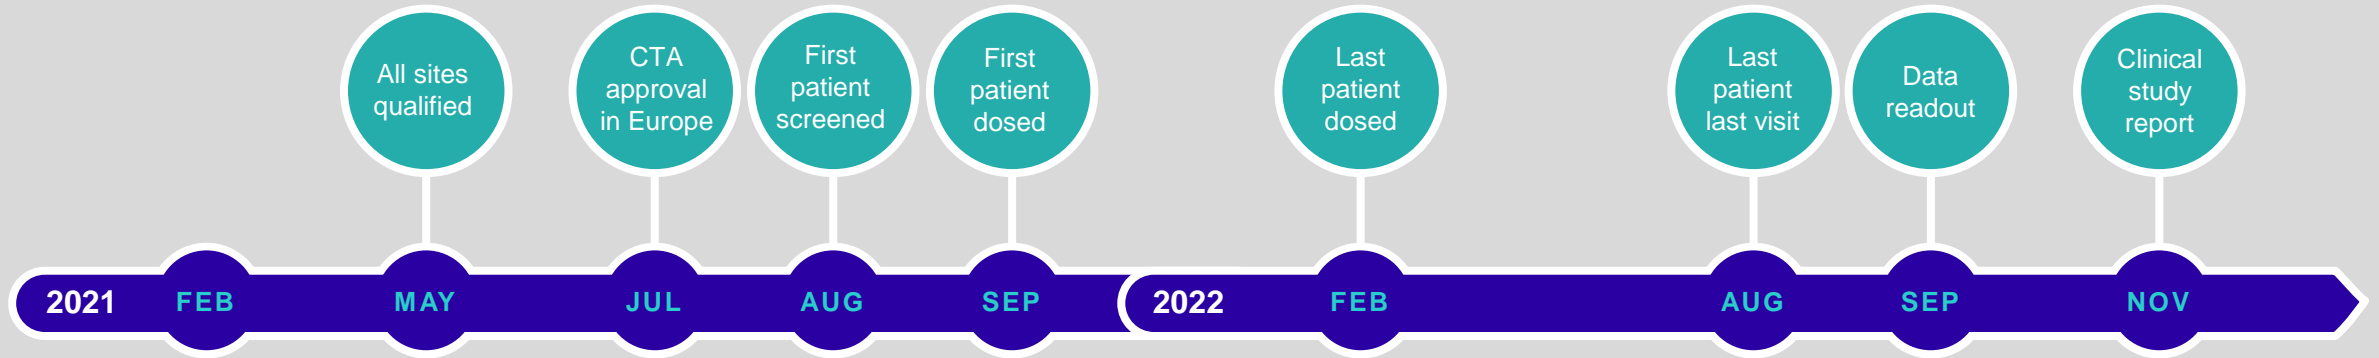 All sites
qualified
CTA
approval
in Europe
First
patient
screened
First
patient
dosed
Last
patient
dosed
Last
patient
last visit
Data
readout
Clinical
study
report
2021 FEB MAY JUL AUG SEP 2022 FEB AUG SEP NOV